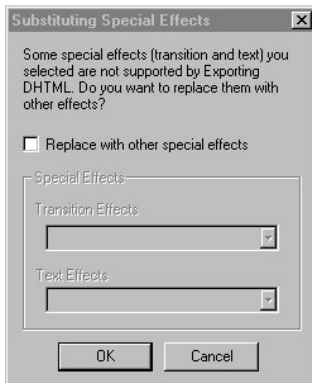 Substituting Special Effects
Some special effects (transition and text) you
selected are not supported by Exporting
DHTML. Do you want to replace them with
other effects?
Replace with other special effects
Special Effects
Transition Effects
Text Effects
OK Cancel